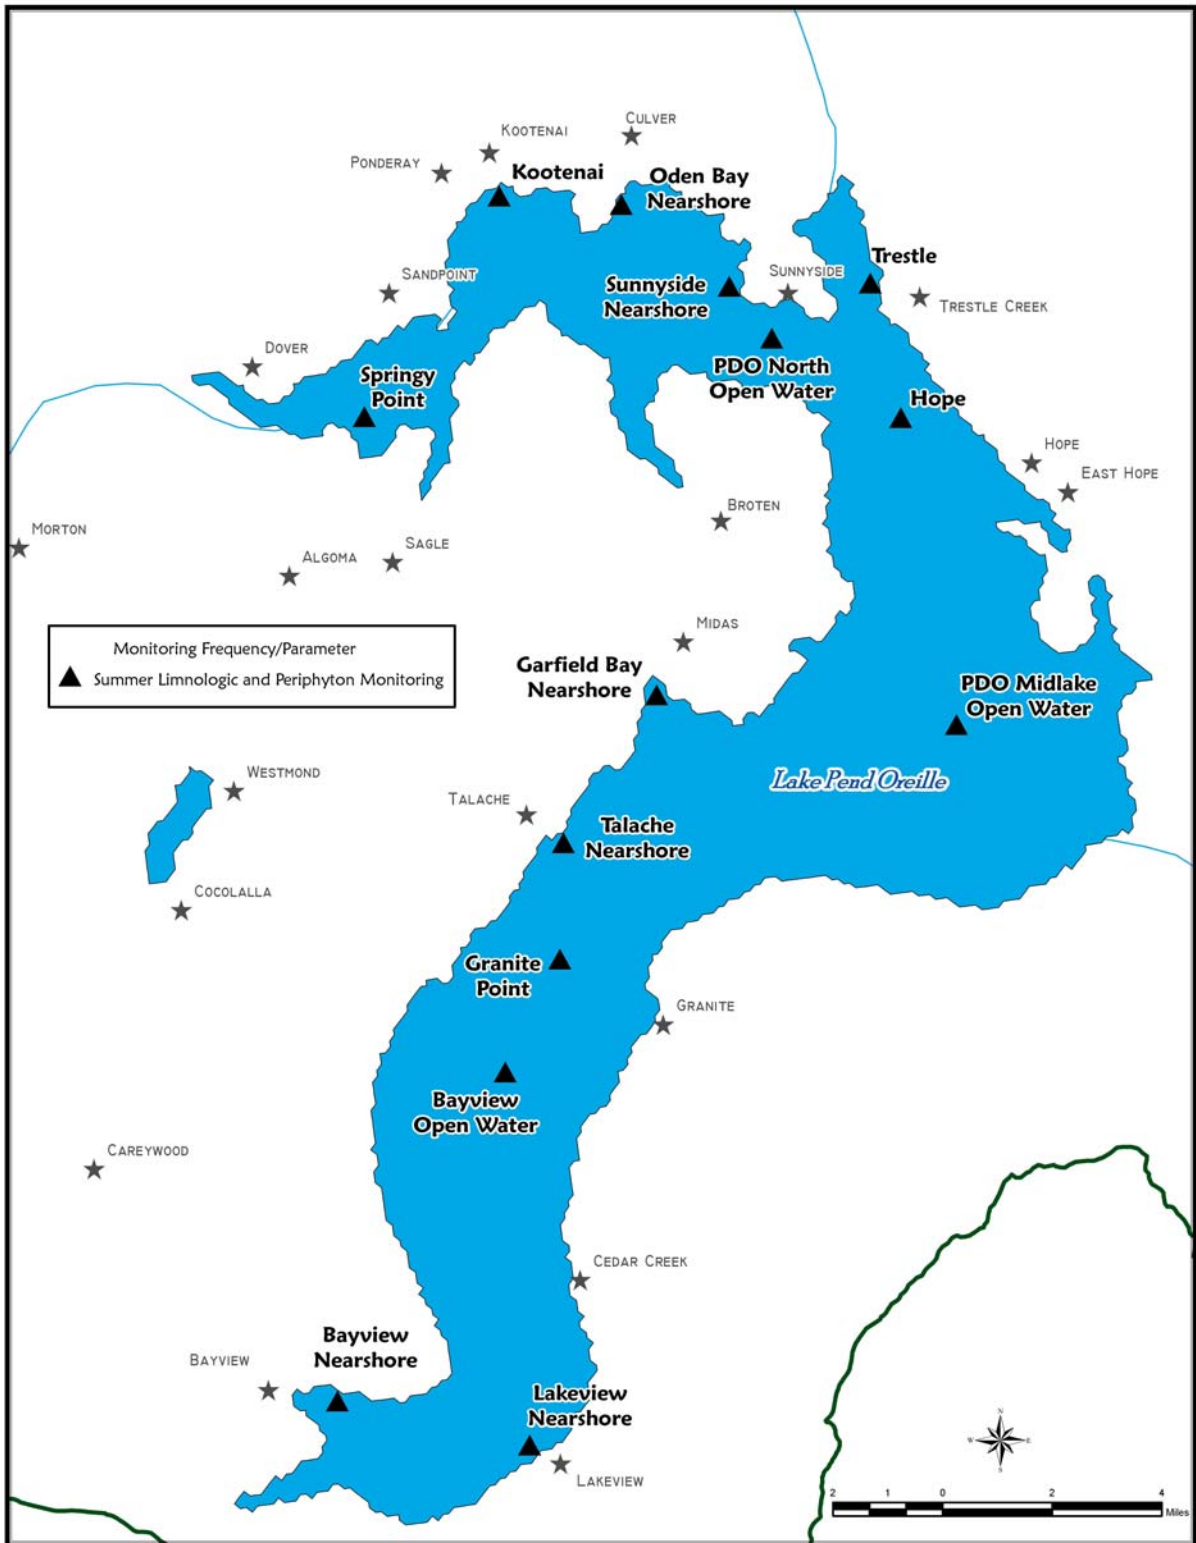 CULVER
KOOTENAI
PONDERAY
Kootenai
Oden Bay
Nearshore
SANDPOINT
Sunnyside
Nearshore
SUNNYSIDE
Trestle
TRESTLE CREEK
DOVER
Springy
Point
PDO North
Open Water
Hope
HOPE
EAST HOPE
BROTEN
MORTON
ALGOMA
SAGLE
MIDAS
Monitoring Frequency/Parameter
Summer Limnologic and Periphyton Monitoring
Garfield Bay
Nearshore
PDO Midlake
Open Water
Lake Pend Oreille
WESTMOND
TALACHE
Talache
Nearshore
COCOLALLA
Granite
Point
GRANITE
Bayview
Open Water
CAREYWOOD
CEDAR CREEK
Bayview
Nearshore
BAYVIEW
Lakeview
Nearshore
LAKEVIEW
N
W E
S
2 1 0 2 4
Miles